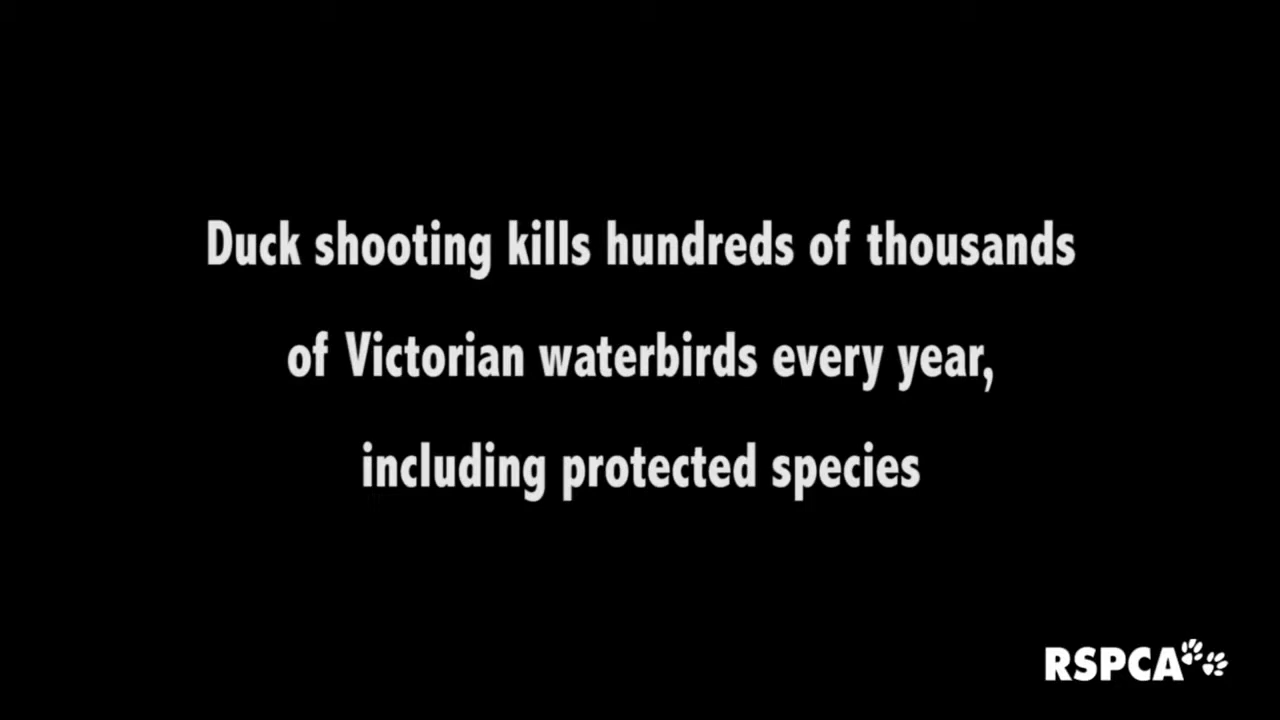 Duck shooting kills hundreds of thousands
of Victorian waterbirds every year,
including protected species
RSPCA